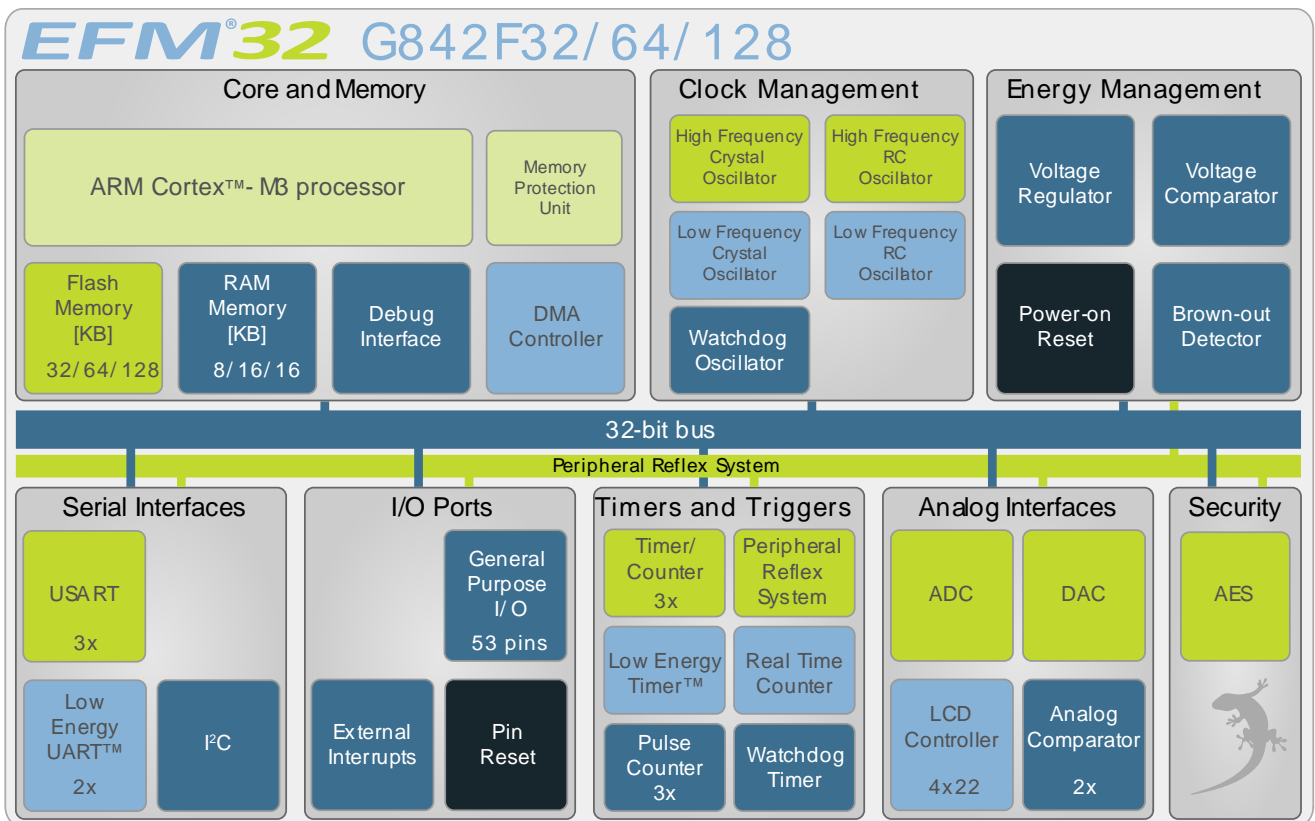 EFM®32 G842F32/64/128
Core and Memory
ARM Cortex™- M3 processor
Memory
Protection
Unit
Flash
Memory
[KB]
32/64/128
RAM
Memory
[KB]
8/16/16
Debug
Interface
DMA
Controller
Clock Management
High Frequency
Crystal
Oscillator
High Frequency
RC
Oscillator
Low Frequency
Crystal
Oscillator
Low Frequency
RC
Oscillator
Watchdog
Oscillator
Energy Management
Voltage
Regulator
Voltage
Comparator
Power-on
Reset
Brown-out
Detector
32-bit bus
Peripheral Reflex System
Serial Interfaces
USART
3x
Low
Energy
UART™
2x
I²C
I/O Ports
General
Purpose
I/O
53 pins
External
Interrupts
Pin
Reset
Timers and Triggers
Timer/
Counter
3x
Peripheral
Reflex
System
Low Energy
Timer™
Real Time
Counter
Pulse
Counter
3x
Watchdog
Timer
Analog Interfaces
ADC
DAC
LCD
Controller
4x22
Analog
Comparator
2x
Security
AES